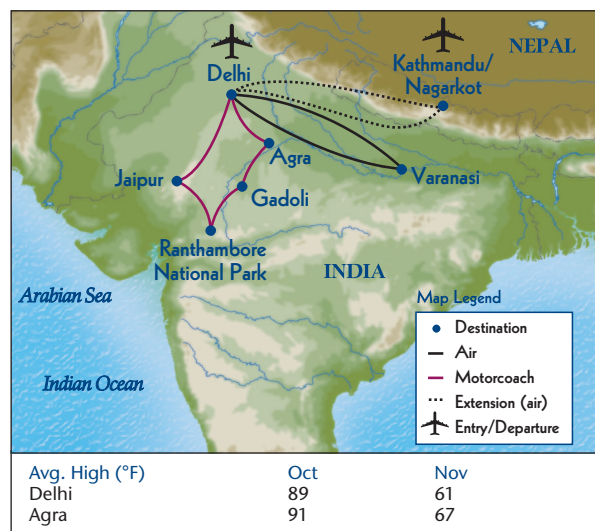 NEPAL
Delhi
Kathmandu/
Nagarkot
Agra
Varanasi
Jaipur
Gadoli
Ranthambore
National Park
INDIA
Arabian Sea
Indian Ocean
Map Legend
Destination
Air
Motorcoach
Extension (air)
Entry/Departure
Avg. High (°F) Oct Nov
Delhi 89 61
Agra 91 67